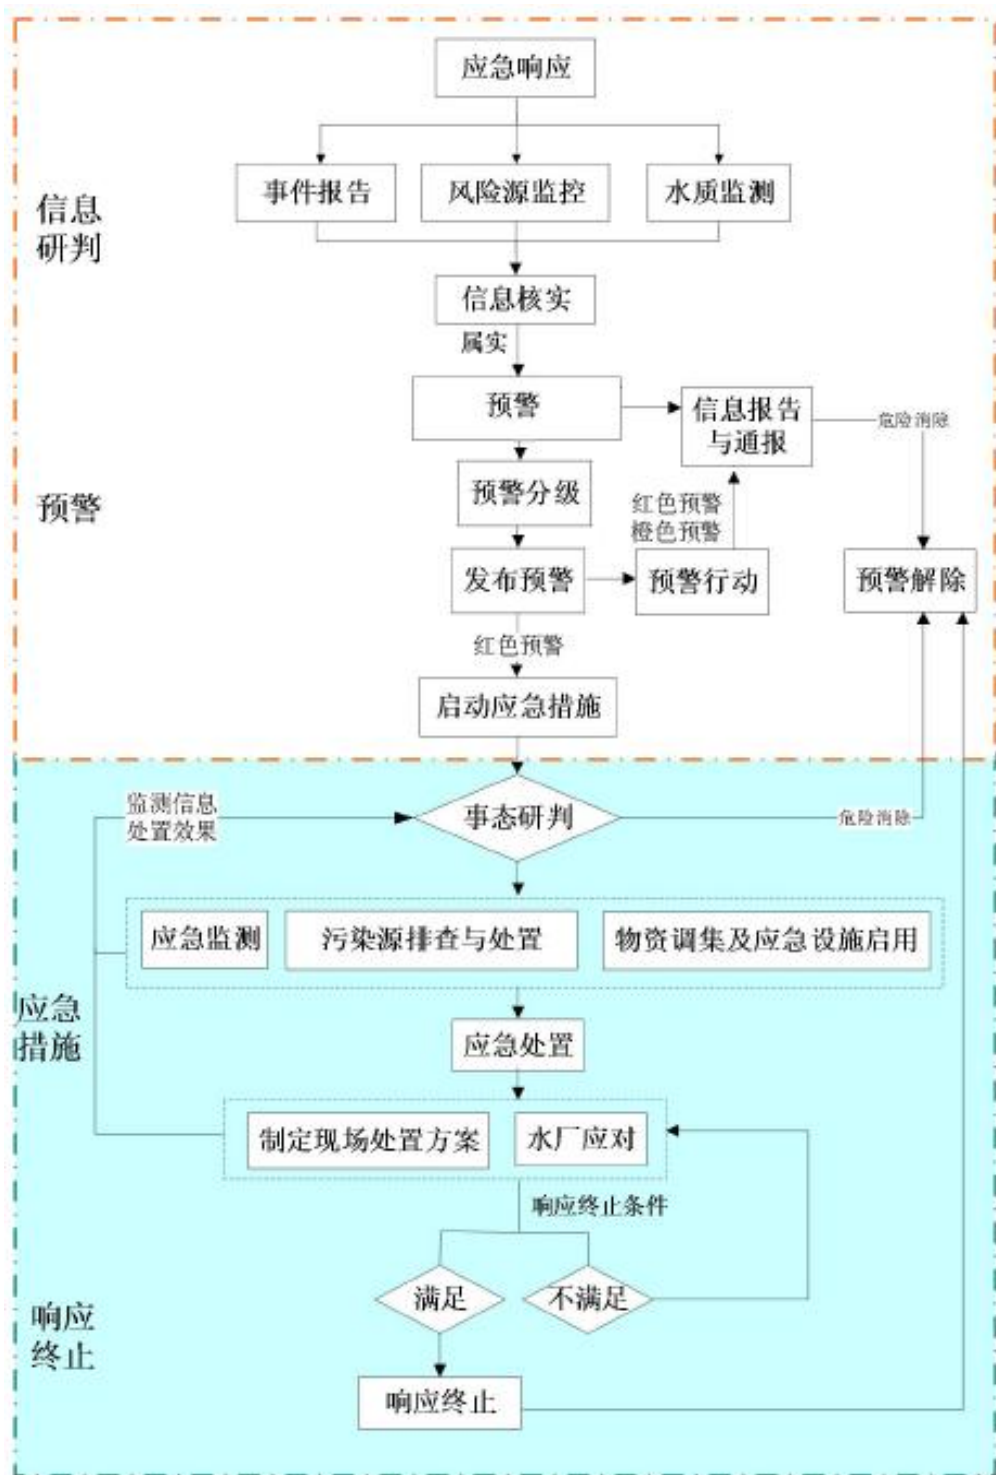 应急响应
事件报告
风险源监控
水质监测
信息
研判
信息核实
属实
预警
信息报告
与通报
危险消除
预警分级
红色预警
橙色预警
预警
发布预警
预警行动
预警解除
红色预警
启动应急措施
监测信息
处置效果
事态研判
危险消除
应急监测
污染源排查与处置
物资调集及应急设施启用
应急
措施
应急处置
制定现场处置方案
水厂应对
响应终止条件
满足
不满足
响应
终止
响应终止